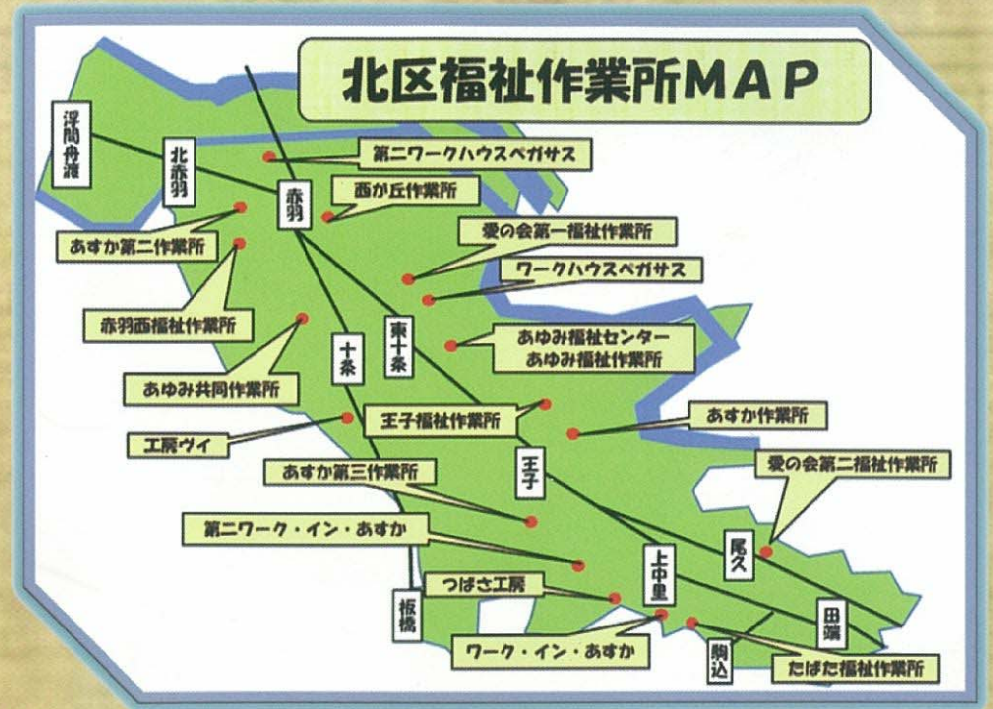 北区福祉作業所MAP
浮間舟渡
北赤羽
赤羽
第二ワークハウスペガサス
西が丘作業所
あすか第二作業所
愛の会第一福祉作業所
ワークハウスペガサス
赤羽西福祉作業所
十条
東十条
あゆみ福祉センター
あゆみ福祉作業所
あゆみ共同作業所
王子福祉作業所
あすか作業所
工房ヴイ
あすか第三作業所
王子
愛の会第二福祉作業所
第二ワーク・イン・あすか
尾久
上中里
つばさ工房
板橋
田端
ワーク・イン・あすか
駒込
たばた福祉作業所